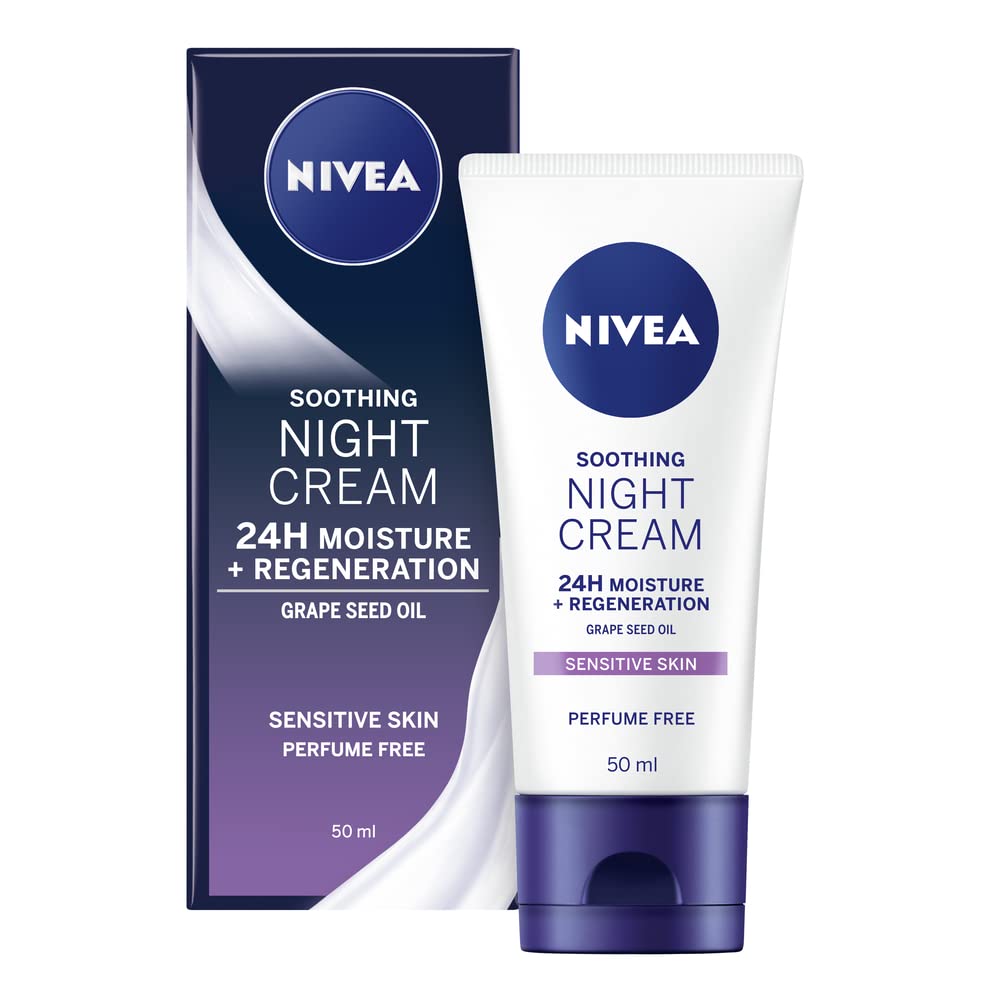 NIVEA
SOOTHING
NIGHT
CREAM
24H MOISTURE
+ REGENERATION
GRAPE SEED OIL
SENSITIVE SKIN
PERFUME FREE
50 ml
NIVEA
SOOTHING
NIGHT
CREAM
24H MOISTURE
+ REGENERATION
GRAPE SEED OIL
SENSITIVE SKIN
PERFUME FREE
50 ml